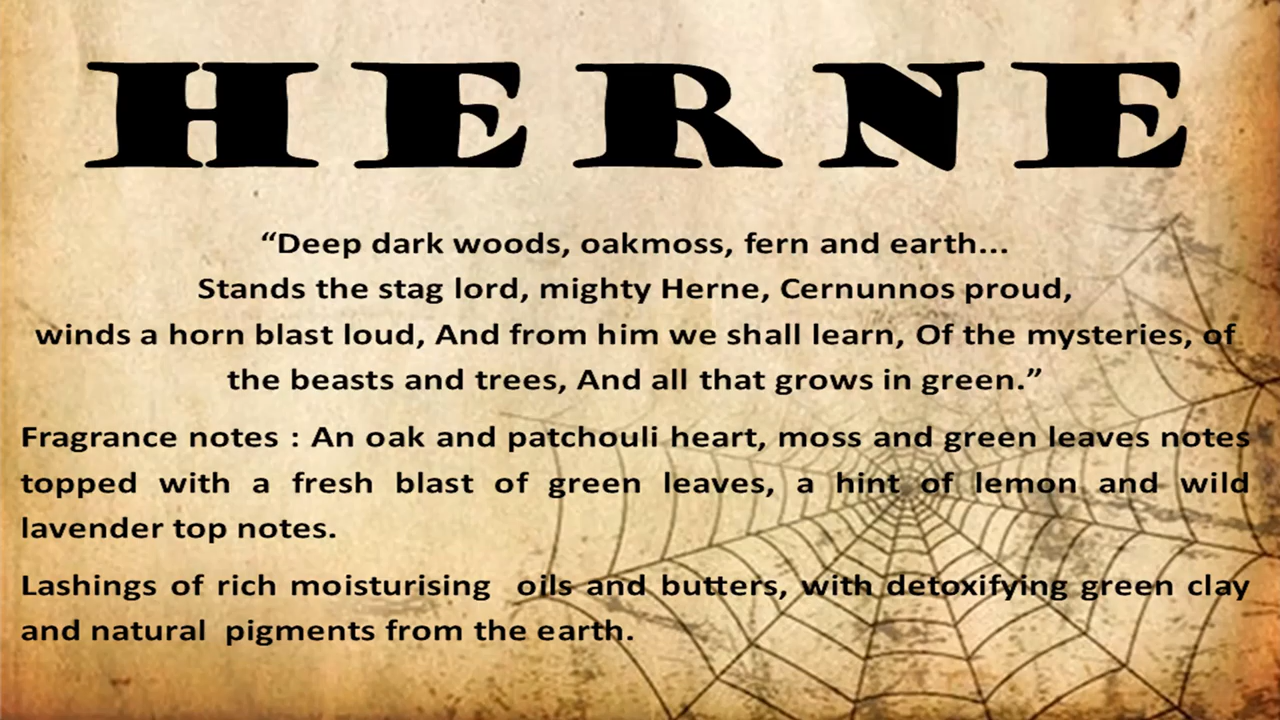 HERNE
“Deep dark woods, oakmoss, fern and earth...
Stands the stag lord, mighty Herne, Cernunnos proud,
winds a horn blast loud, And from him we shall learn, Of the mysteries, of
the beasts and trees, And all that grows in green.”
Fragrance notes : An oak and patchouli heart, moss and green leaves notes
topped with a fresh blast of green leaves, a hint of lemon and wild
lavender top notes.
Lashings of rich moisturising  oils and butters, with detoxifying green clay
and natural  pigments from the earth.